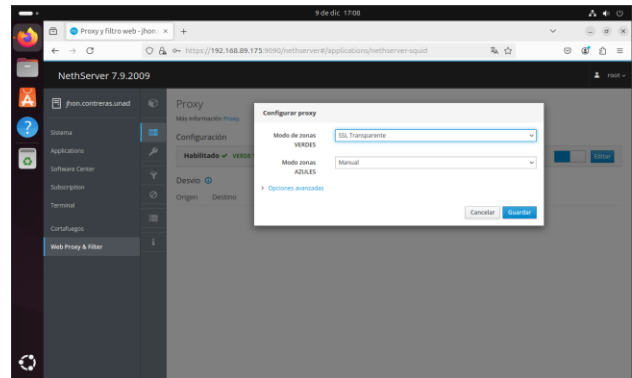 9 de dic 17:00
Proxy y filtro web - jhon.
https://192.168.89.175:9090/nethserver#/applications/nethserver-squid
NethServer 7.9.2009
root
jhon.contreras.unad
Sistema
Applications
Software Center
Subscription
Terminal
Cortafuegos
Web Proxy & Filter
Proxy
Más información Proxy
Configuración
Habilitado
Editar
Desvío
Origen Destino
Configurar proxy
Modo de zonas VERDES
SSL Transparente
Modo zonas AZULES
Manual
Opciones avanzadas
Cancelar Guardar